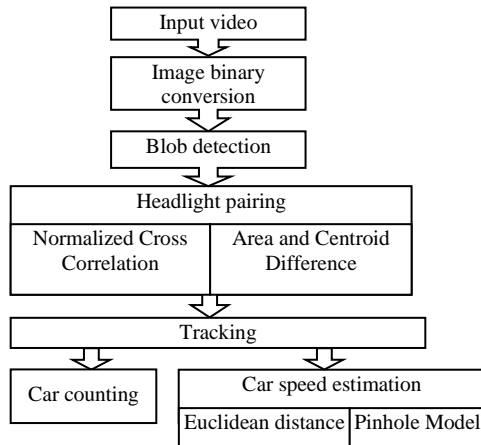 Input video
Image binary
conversion
Blob detection
Headlight pairing
Normalized Cross
Correlation
Area and Centroid
Difference
Tracking
Car counting
Car speed estimation
Euclidean distance
Pinhole Model